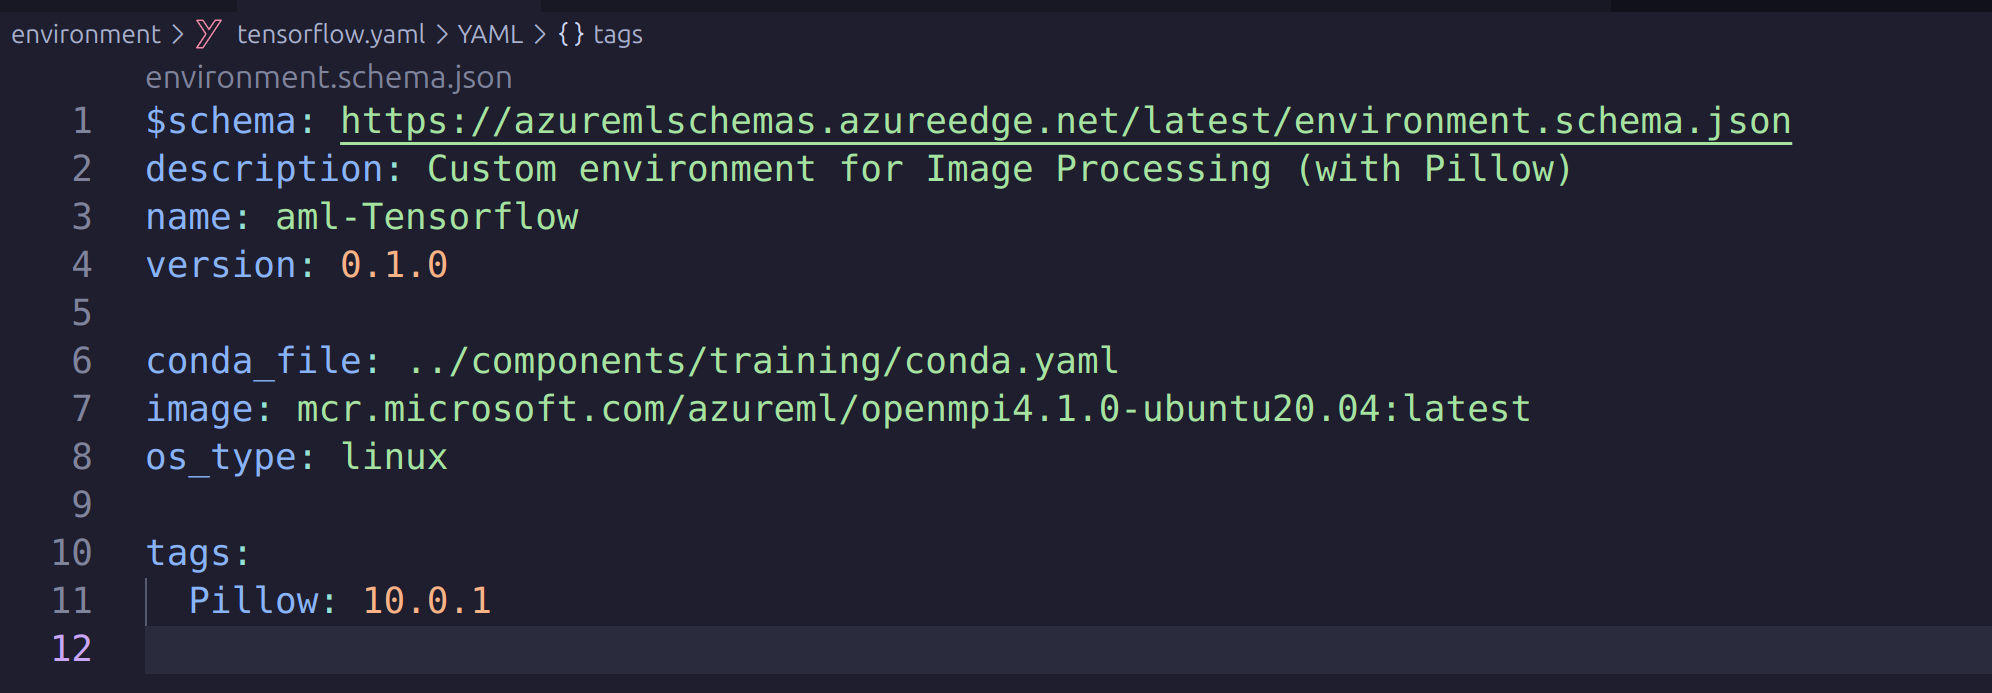 environment > tensorflow.yaml > YAML > {} tags
environment.schema.json
1 $schema: https://azuremlschemas.azureedge.net/latest/environment.schema.json
2 description: Custom environment for Image Processing (with Pillow)
3 name: aml-Tensorflow
4 version: 0.1.0
5
6 conda_file: ../components/training/conda.yaml
7 image: mcr.microsoft.com/azureml/openmpi4.1.0-ubuntu20.04:latest
8 os_type: linux
9
10 tags:
11   Pillow: 10.0.1
12